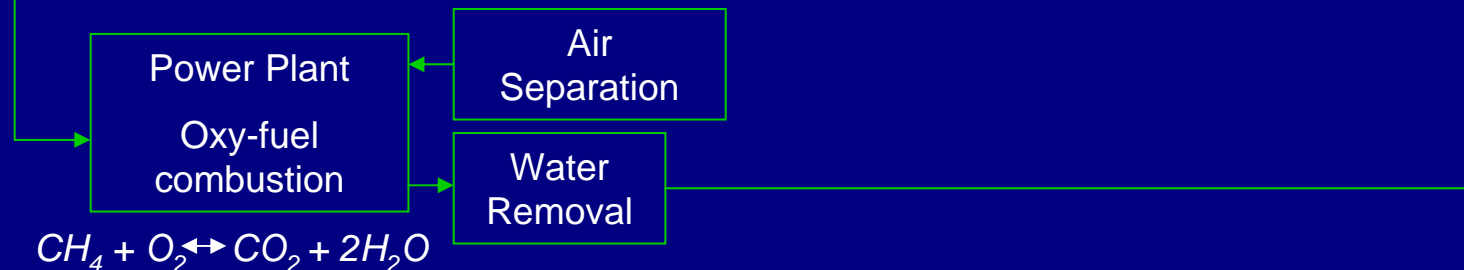 Power Plant
Oxy-fuel
combustion
Air
Separation
Water
Removal
CH₄ + O₂ ↔ CO₂ + 2H₂O